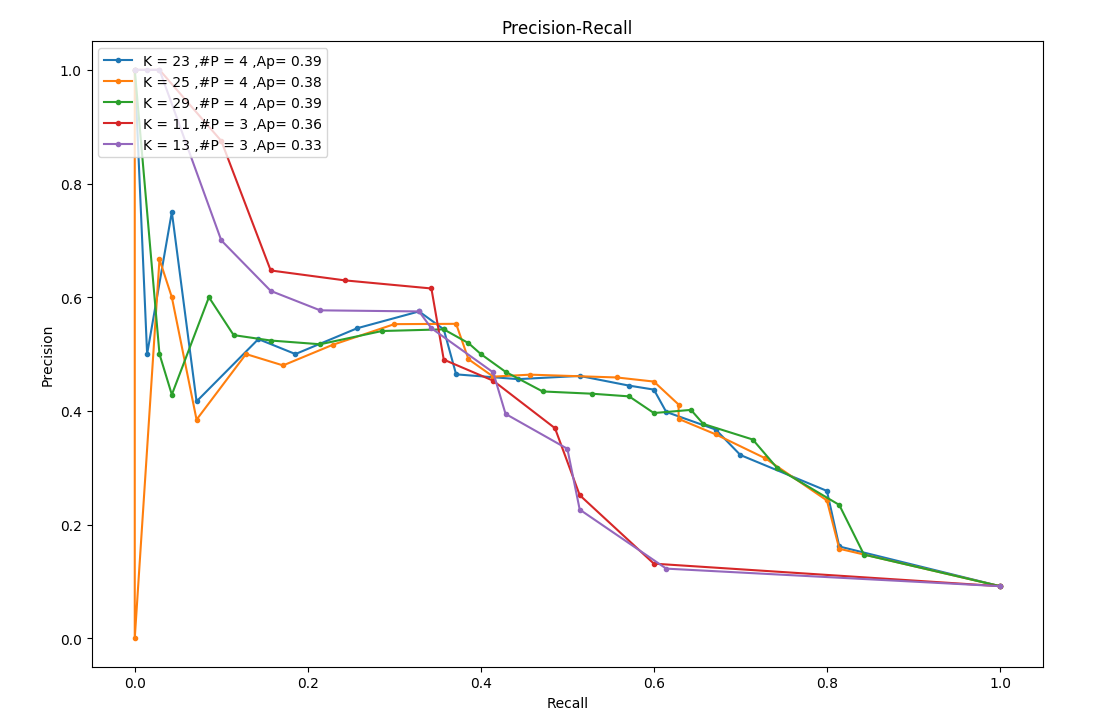 Precision-Recall
K = 23 ,#P = 4 ,Ap= 0.39
K = 25 ,#P = 4 ,Ap= 0.38
K = 29 ,#P = 4 ,Ap= 0.39
K = 11 ,#P = 3 ,Ap= 0.36
K = 13 ,#P = 3 ,Ap= 0.33
1.0
0.8
0.6
0.4
0.2
0.0
Precision
0.0 0.2 0.4 0.6 0.8 1.0
Recall